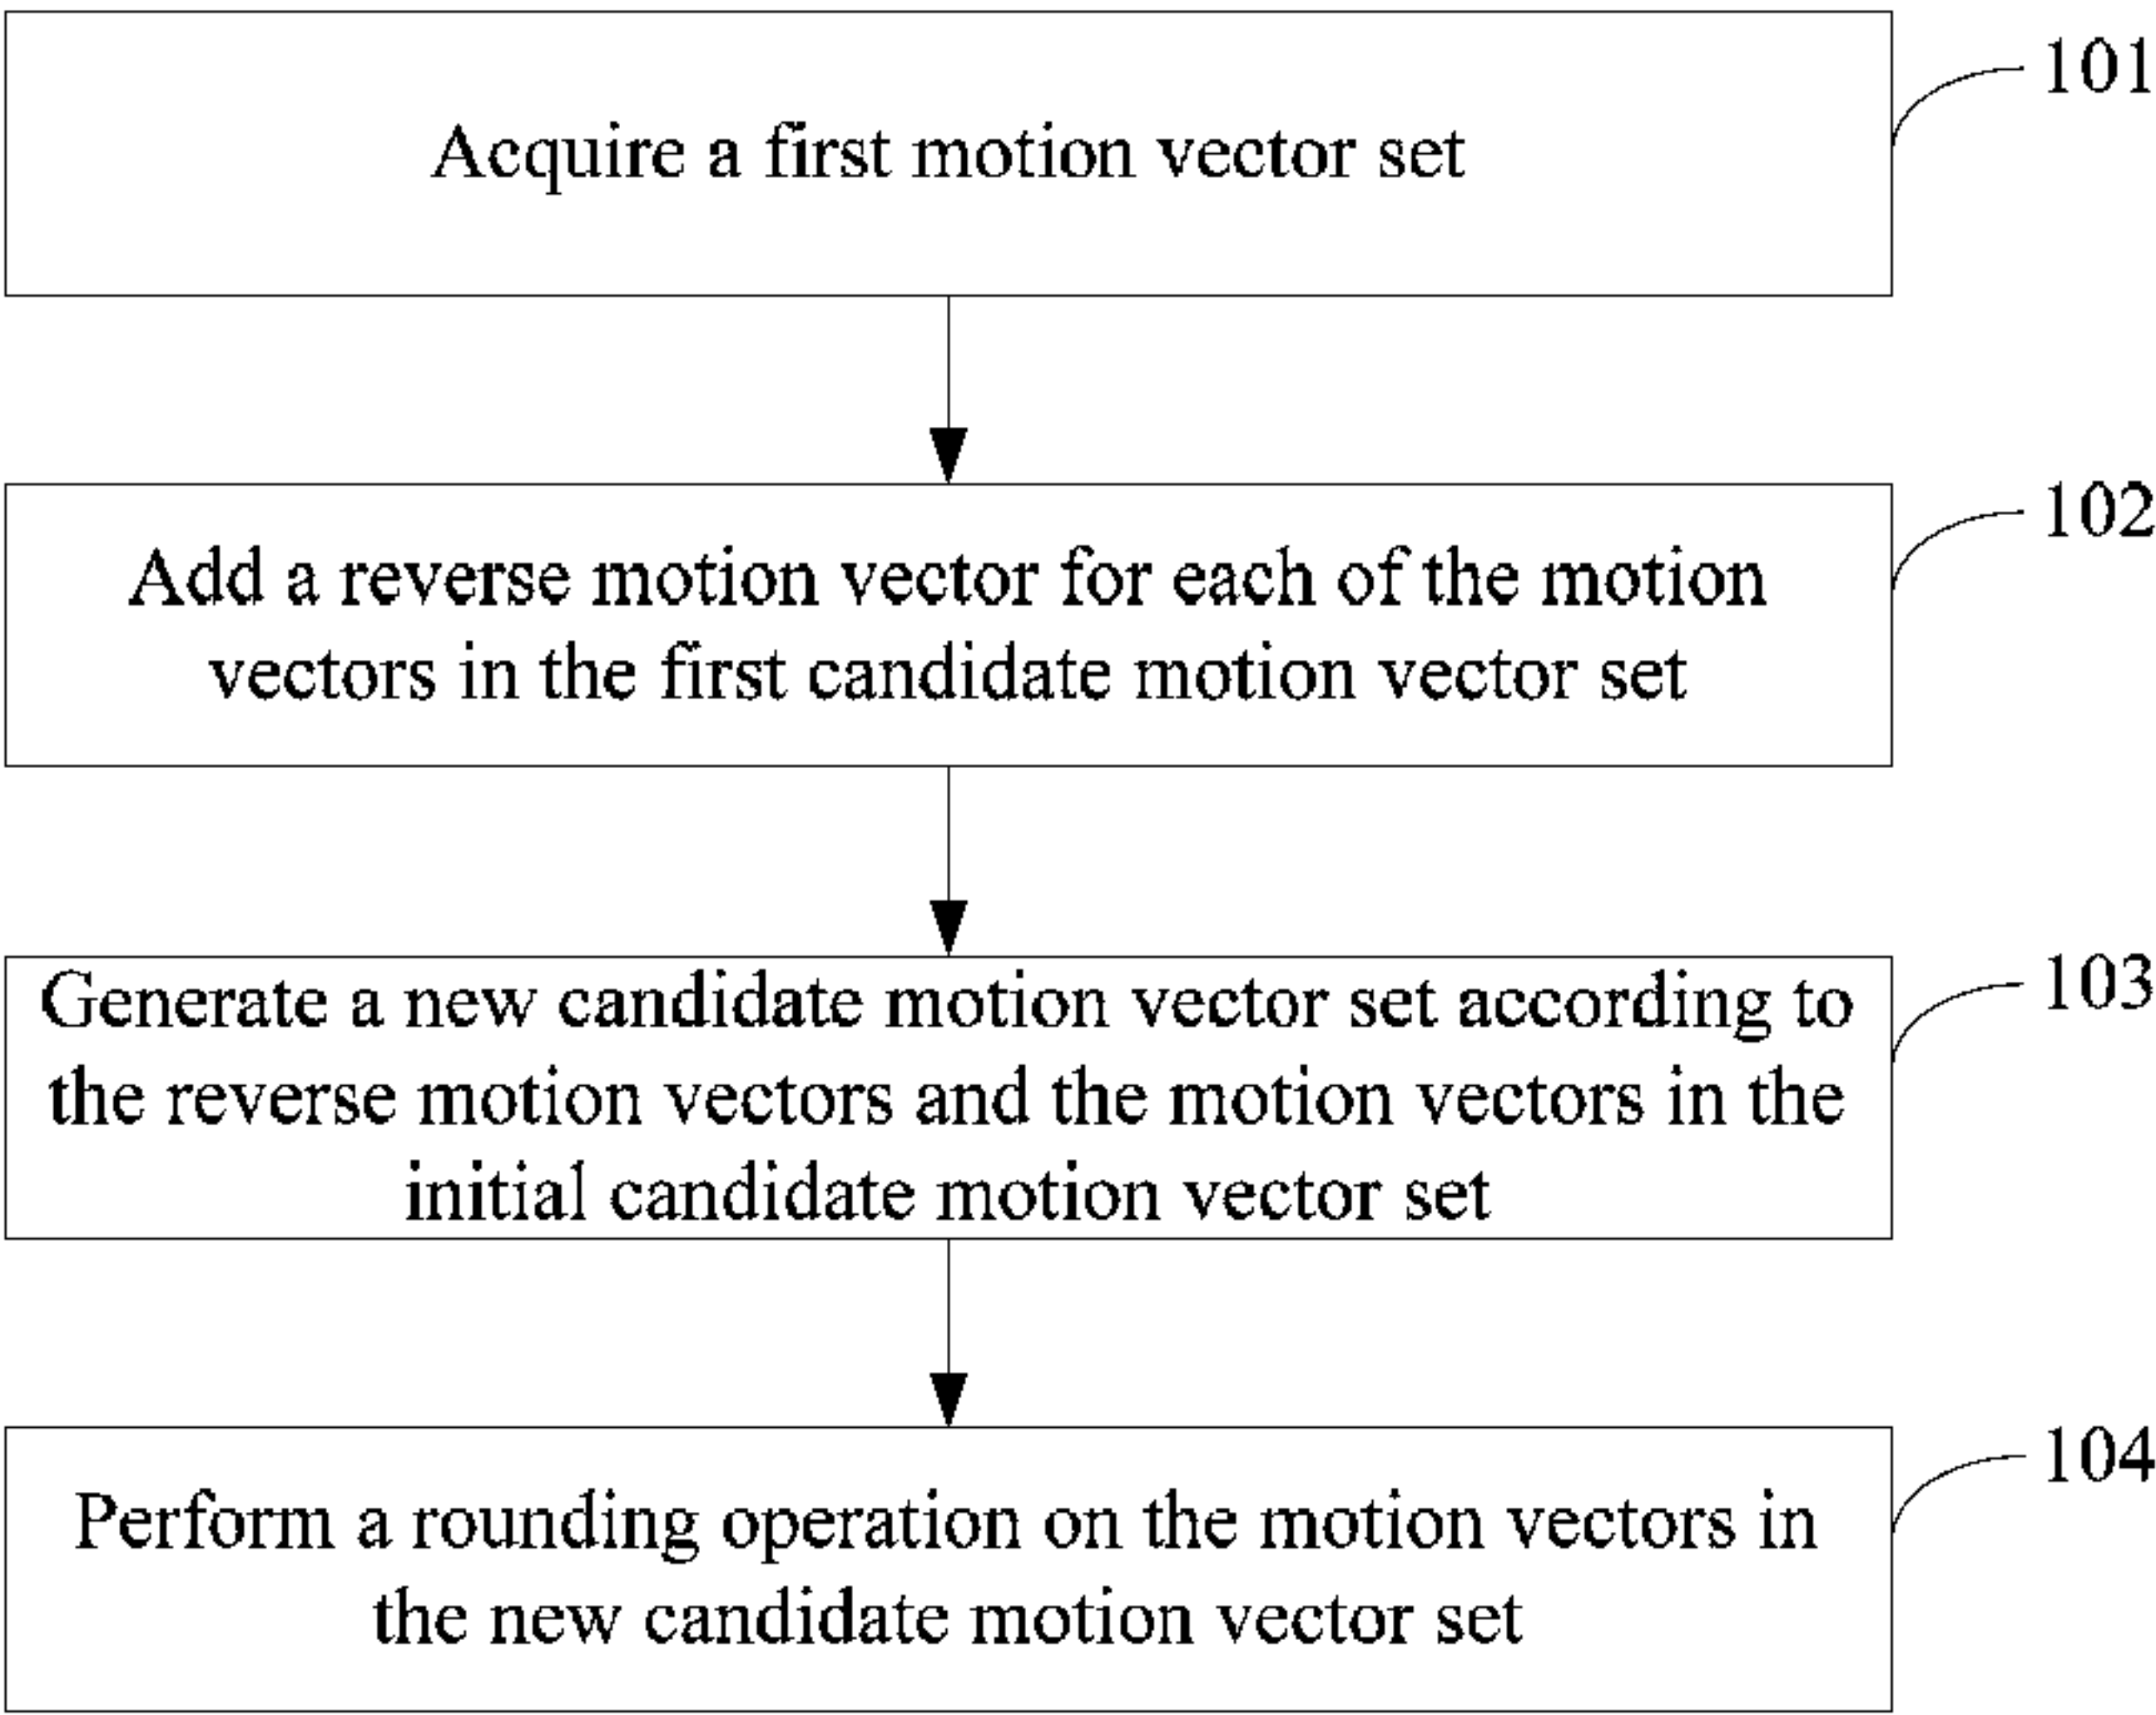 101
Acquire a first motion vector set
102
Add a reverse motion vector for each of the motion
vectors in the first candidate motion vector set
103
Generate a new candidate motion vector set according to
the reverse motion vectors and the motion vectors in the
initial candidate motion vector set
104
Perform a rounding operation on the motion vectors in
the new candidate motion vector set